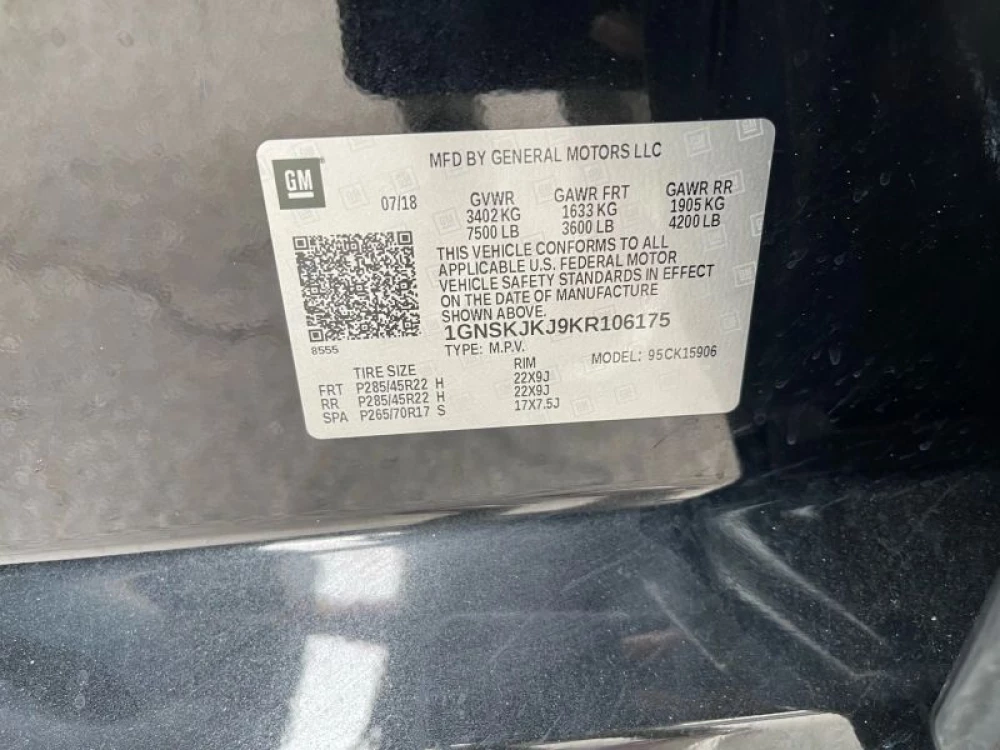 GM
MFD BY GENERAL MOTORS LLC
07/18
GVWR GAWR FRT GAWR RR
3402 KG 1633 KG 1905 KG
7500 LB 3600 LB 4200 LB
THIS VEHICLE CONFORMS TO ALL
APPLICABLE U.S. FEDERAL MOTOR
VEHICLE SAFETY STANDARDS IN EFFECT
ON THE DATE OF MANUFACTURE
SHOWN ABOVE.
1GNSKJKJ9KR106175
8555
TYPE: M.P.V. MODEL: 95CK15906
TIRE SIZE RIM
FRT P285/45R22 H 22X9J
RR P285/45R22 H 22X9J
SPA P265/70R17 S 17X7.5J